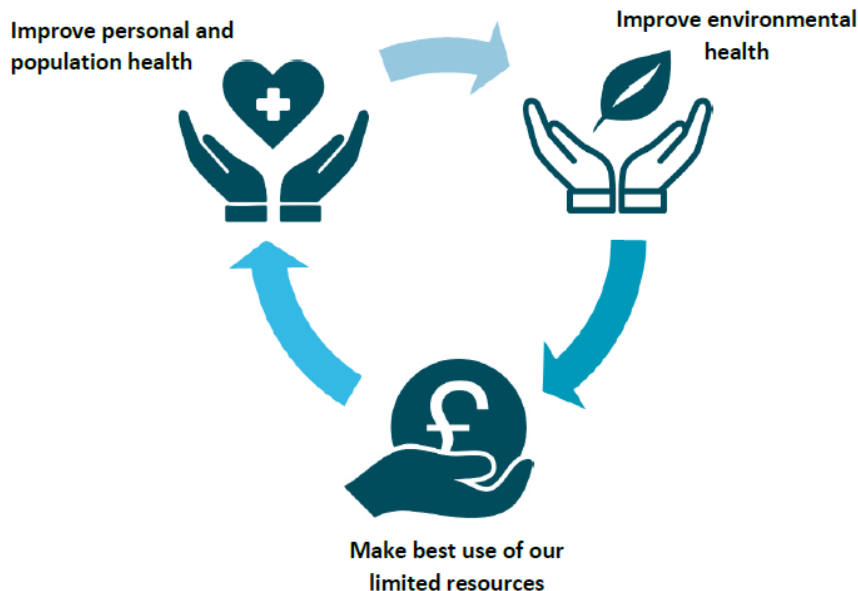 Improve personal and
population health
Improve environmental
health
£
Make best use of our
limited resources